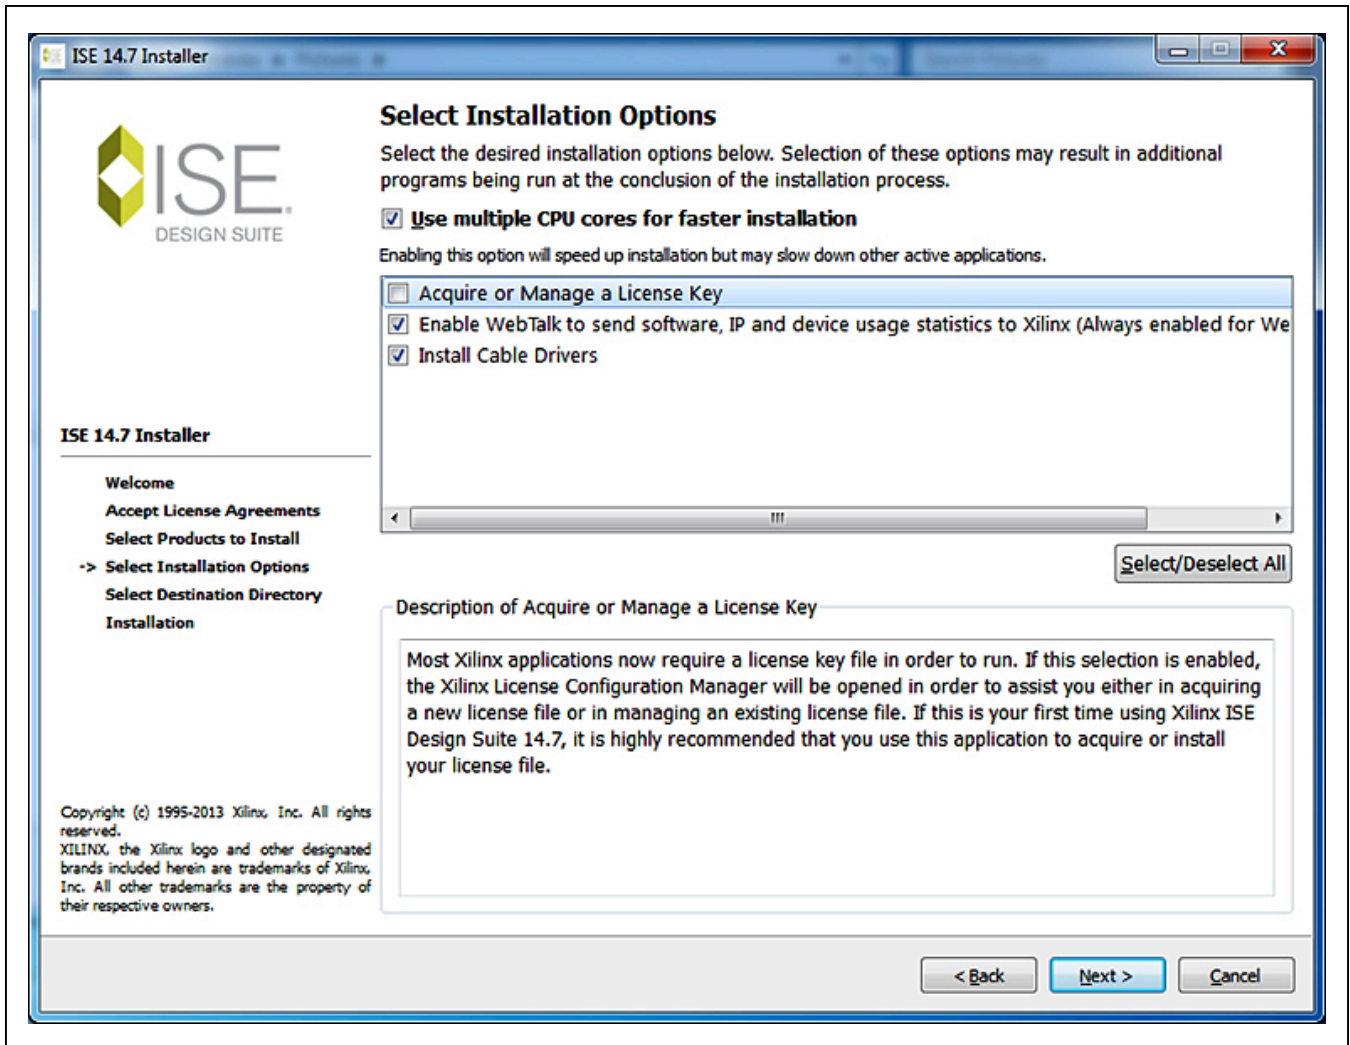 ISE 14.7 Installer
ISE
DESIGN SUITE
ISE 14.7 Installer
Welcome
Accept License Agreements
Select Products to Install
-> Select Installation Options
Select Destination Directory
Installation
Copyright (c) 1995-2013 Xilinx, Inc. All rights
reserved.
XILINX, the Xilinx logo and other designated
brands included herein are trademarks of Xilinx,
Inc. All other trademarks are the property of
their respective owners.
Select Installation Options
Select the desired installation options below. Selection of these options may result in additional
programs being run at the conclusion of the installation process.
Use multiple CPU cores for faster installation
Enabling this option will speed up installation but may slow down other active applications.
Acquire or Manage a License Key
Enable WebTalk to send software, IP and device usage statistics to Xilinx (Always enabled for We
Install Cable Drivers
Select/Deselect All
Description of Acquire or Manage a License Key
Most Xilinx applications now require a license key file in order to run. If this selection is enabled,
the Xilinx License Configuration Manager will be opened in order to assist you either in acquiring
a new license file or in managing an existing license file. If this is your first time using Xilinx ISE
Design Suite 14.7, it is highly recommended that you use this application to acquire or install
your license file.
< Back
Next >
Cancel